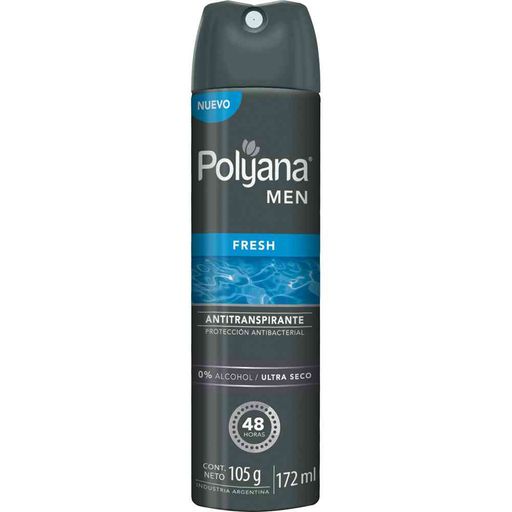 NUEVO
Polyana®
MEN
FRESH
ANTITRANSPIRANTE
PROTECCIÓN ANTIBACTERIAL
0% ALCOHOL / ULTRA SECO
48
HORAS
CONT. NETO 105 g 172 ml
INDUSTRIA ARGENTINA